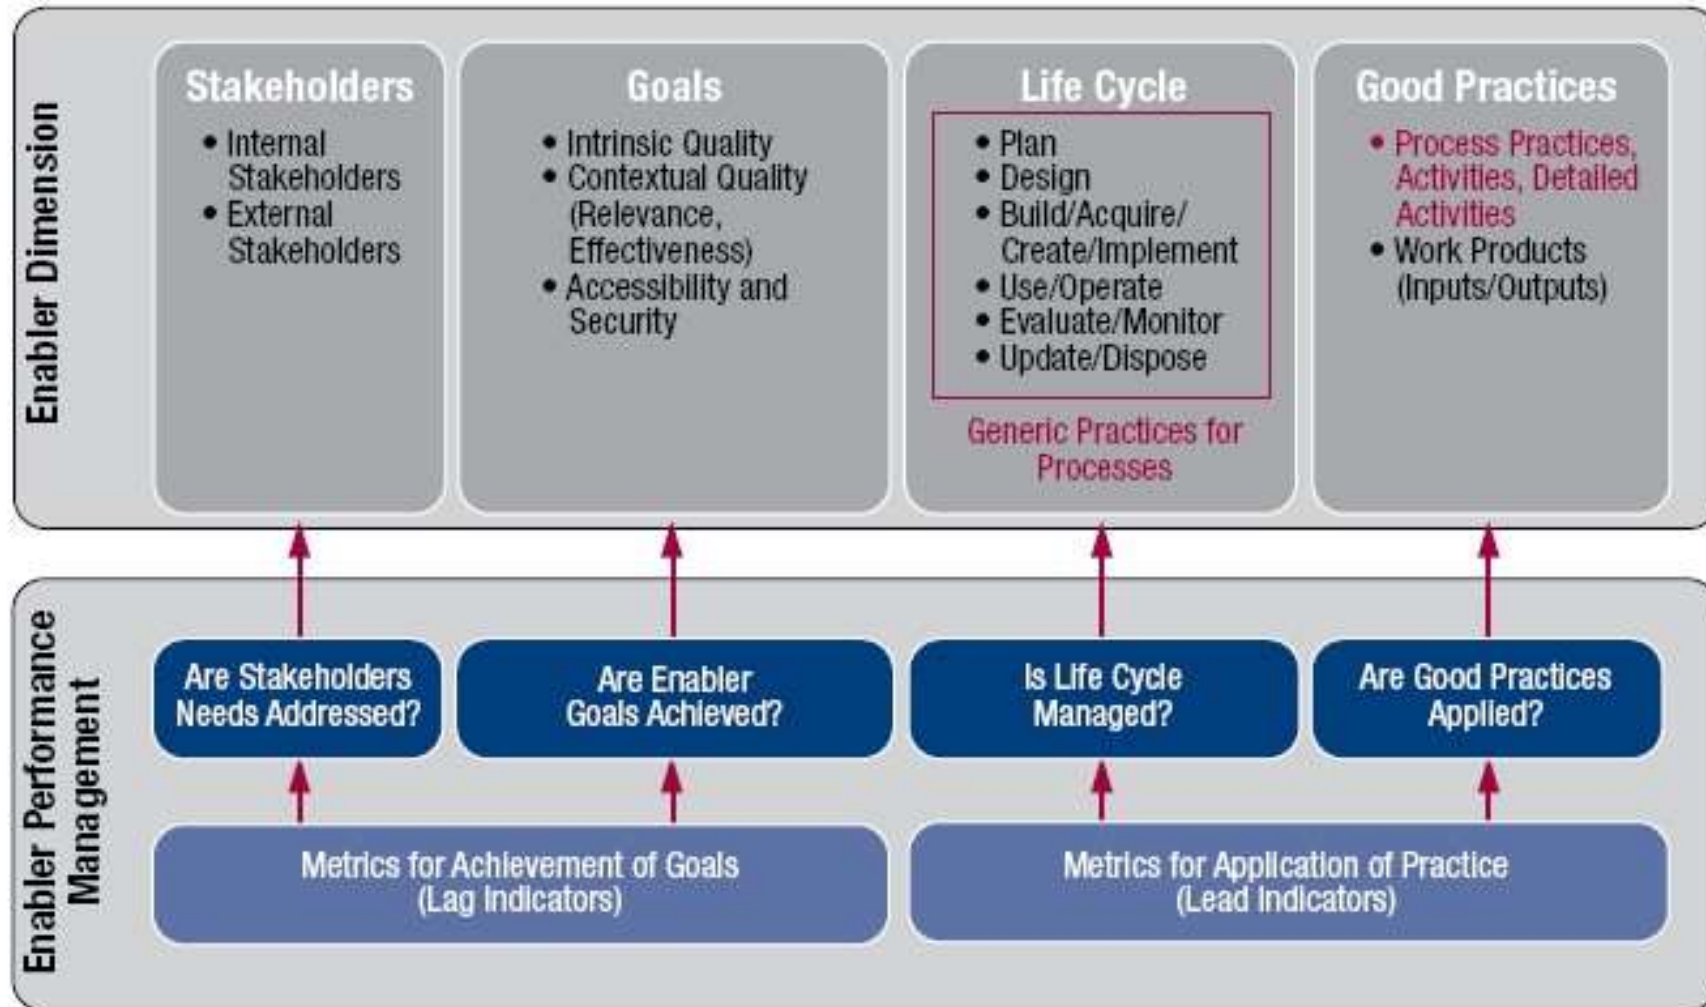 Enabler Dimension
Stakeholders
• Internal
Stakeholders
• External
Stakeholders
Goals
• Intrinsic Quality
• Contextual Quality
(Relevance,
Effectiveness)
• Accessibility and
Security
Life Cycle
• Plan
• Design
• Build/Acquire/
Create/Implement
• Use/Operate
• Evaluate/Monitor
• Update/Dispose
Generic Practices for
Processes
Good Practices
• Process Practices,
Activities, Detailed
Activities
• Work Products
(Inputs/Outputs)
Enabler Performance
Management
Are Stakeholders
Needs Addressed?
Are Enabler
Goals Achieved?
Is Life Cycle
Managed?
Are Good Practices
Applied?
Metrics for Achievement of Goals
(Lag Indicators)
Metrics for Application of Practice
(Lead Indicators)